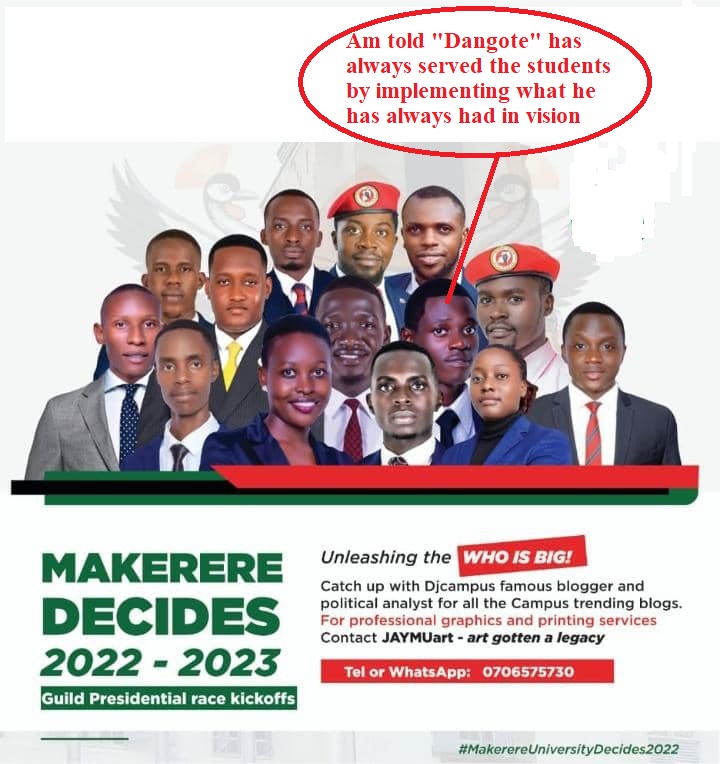 Am told "Dangote" has
always served the students
by implementing what he
has always had in vision
MAKERERE
DECIDES
2022 - 2023
Guild Presidential race kickoffs
Unleashing the WHO IS BIG!
Catch up with Djcampus famous blogger and
political analyst for all the Campus trending blogs.
For professional graphics and printing services
Contact JAYMUart - art gotten a legacy
Tel or WhatsApp: 0706575730
#MakerereUniversityDecides2022